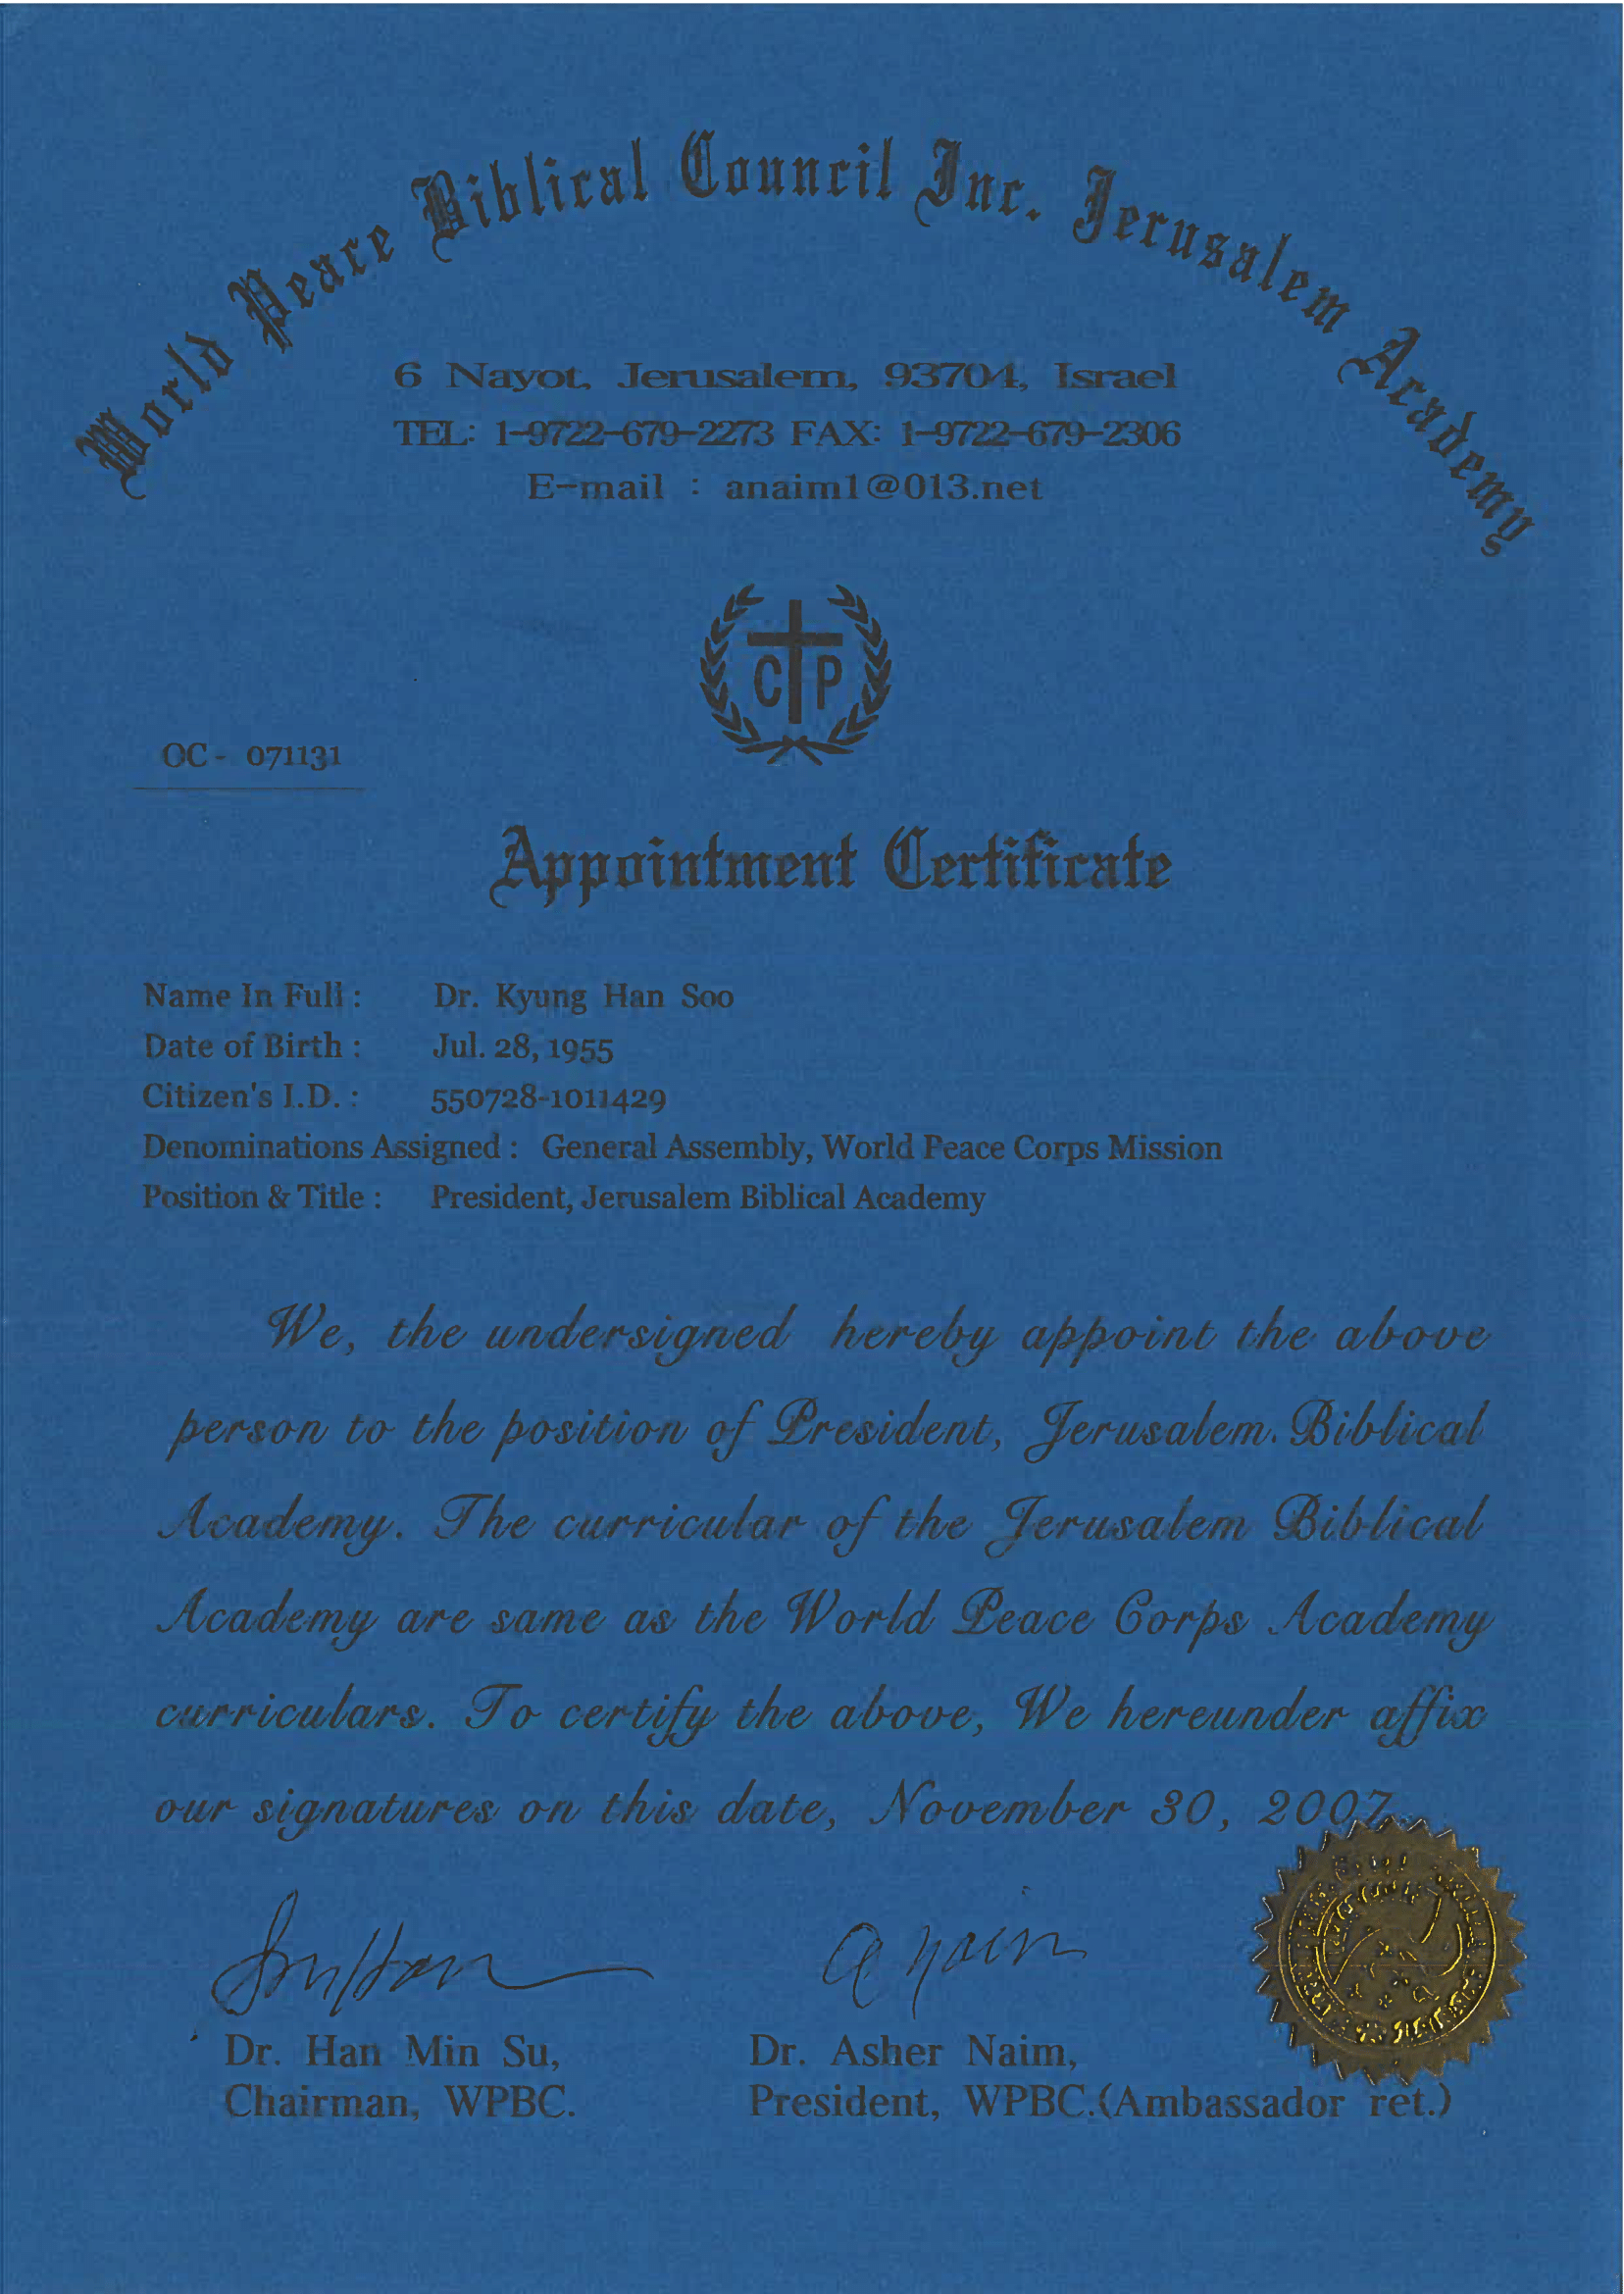 World Peace Biblical Council Inc. Jerusalem Academy
6 Nayot, Jerusalem, 93704, Israel
TEL: 1-9722-679-2273 FAX: 1-9722-679-2306
E-mail : anaim1@013.net
C P
OC - 071131
Appointment Certificate
Name In Full : Dr. Kyung Han Soo
Date of Birth : Jul. 28, 1955
Citizen's I.D. : 550728-1011429
Denominations Assigned : General Assembly, World Peace Corps Mission
Position & Title : President, Jerusalem Biblical Academy
We, the undersigned hereby appoint the above
person to the position of President, Jerusalem. Biblical
Academy. The curricular of the Jerusalem Biblical
Academy are same as the World Peace Corps Academy
curriculars. To certify the above, We hereunder affix
our signatures on this date, November 30, 2007.
Dr. Han Min Su, Dr. Asher Naim,
Chairman, WPBC. President, WPBC.(Ambassador ret.)